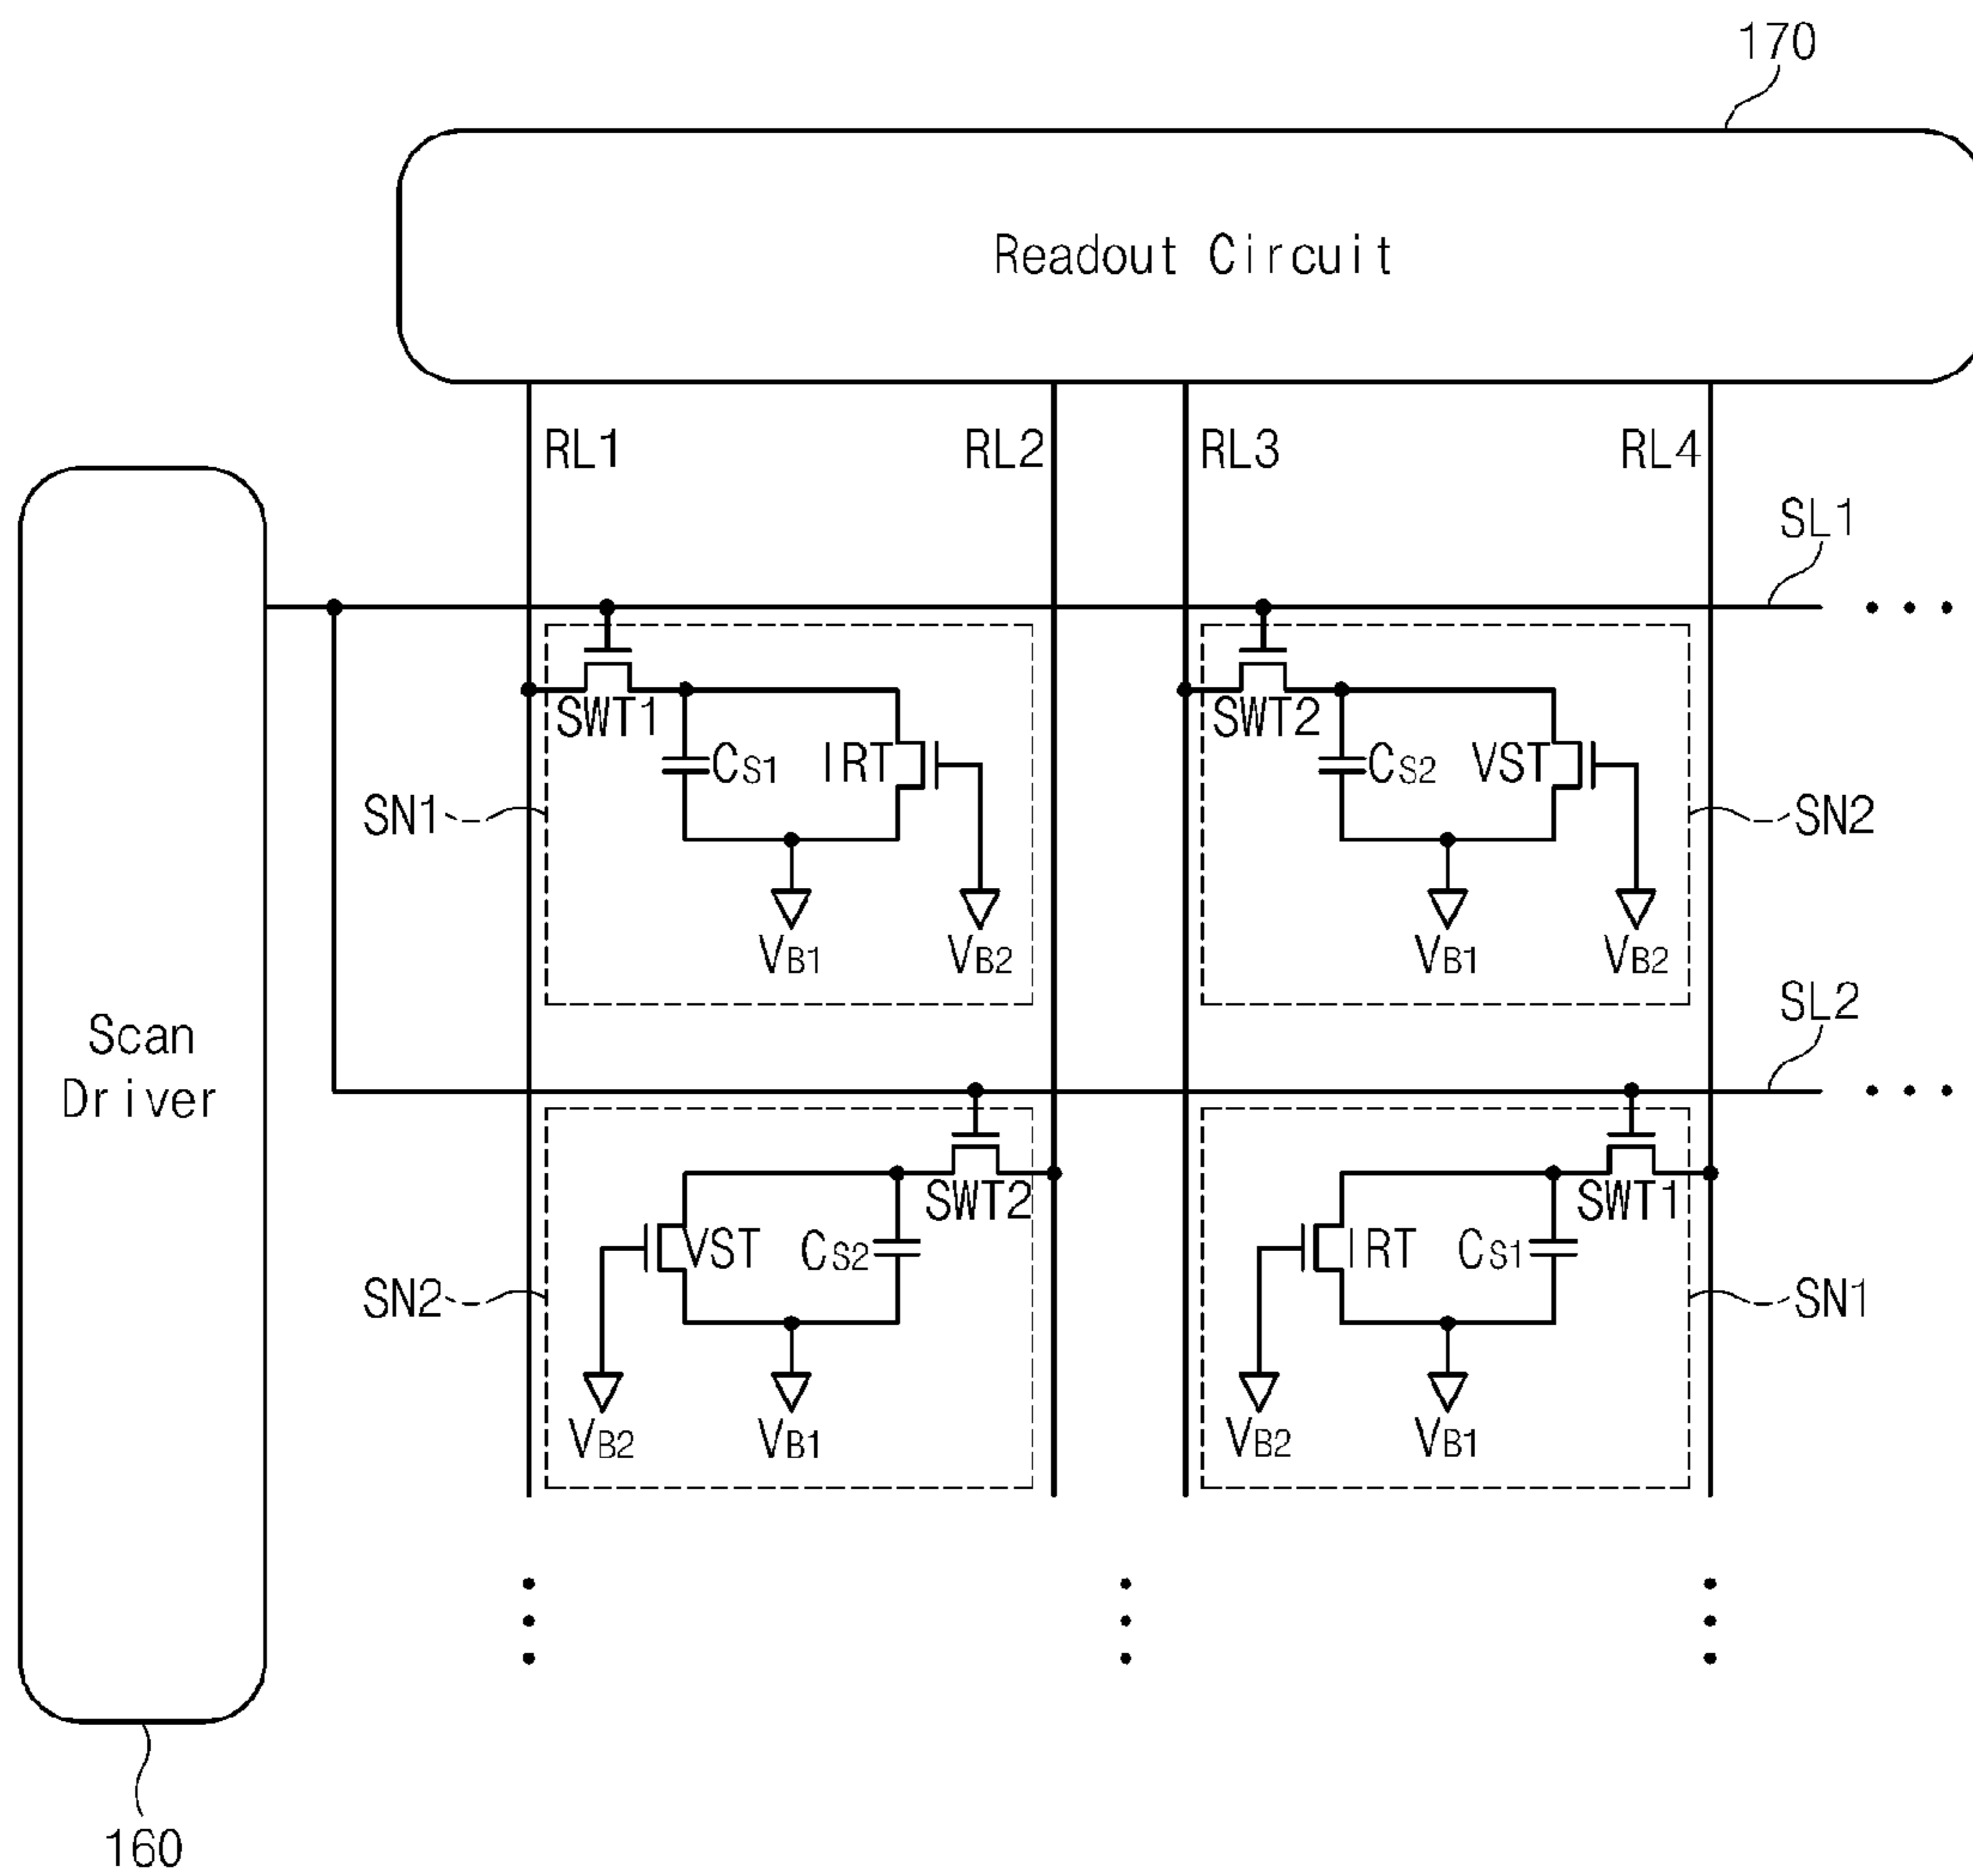 170
Readout Circuit
RL1 RL2 RL3 RL4
SL1
SWT1 SWT2
CS1 IRT CS2 VST
SN1 SN2
VB1 VB2 VB1 VB2
SL2
Scan
Driver
SWT2 SWT1
VST CS2 IRT CS1
SN2 SN1
VB2 VB1 VB2 VB1
160